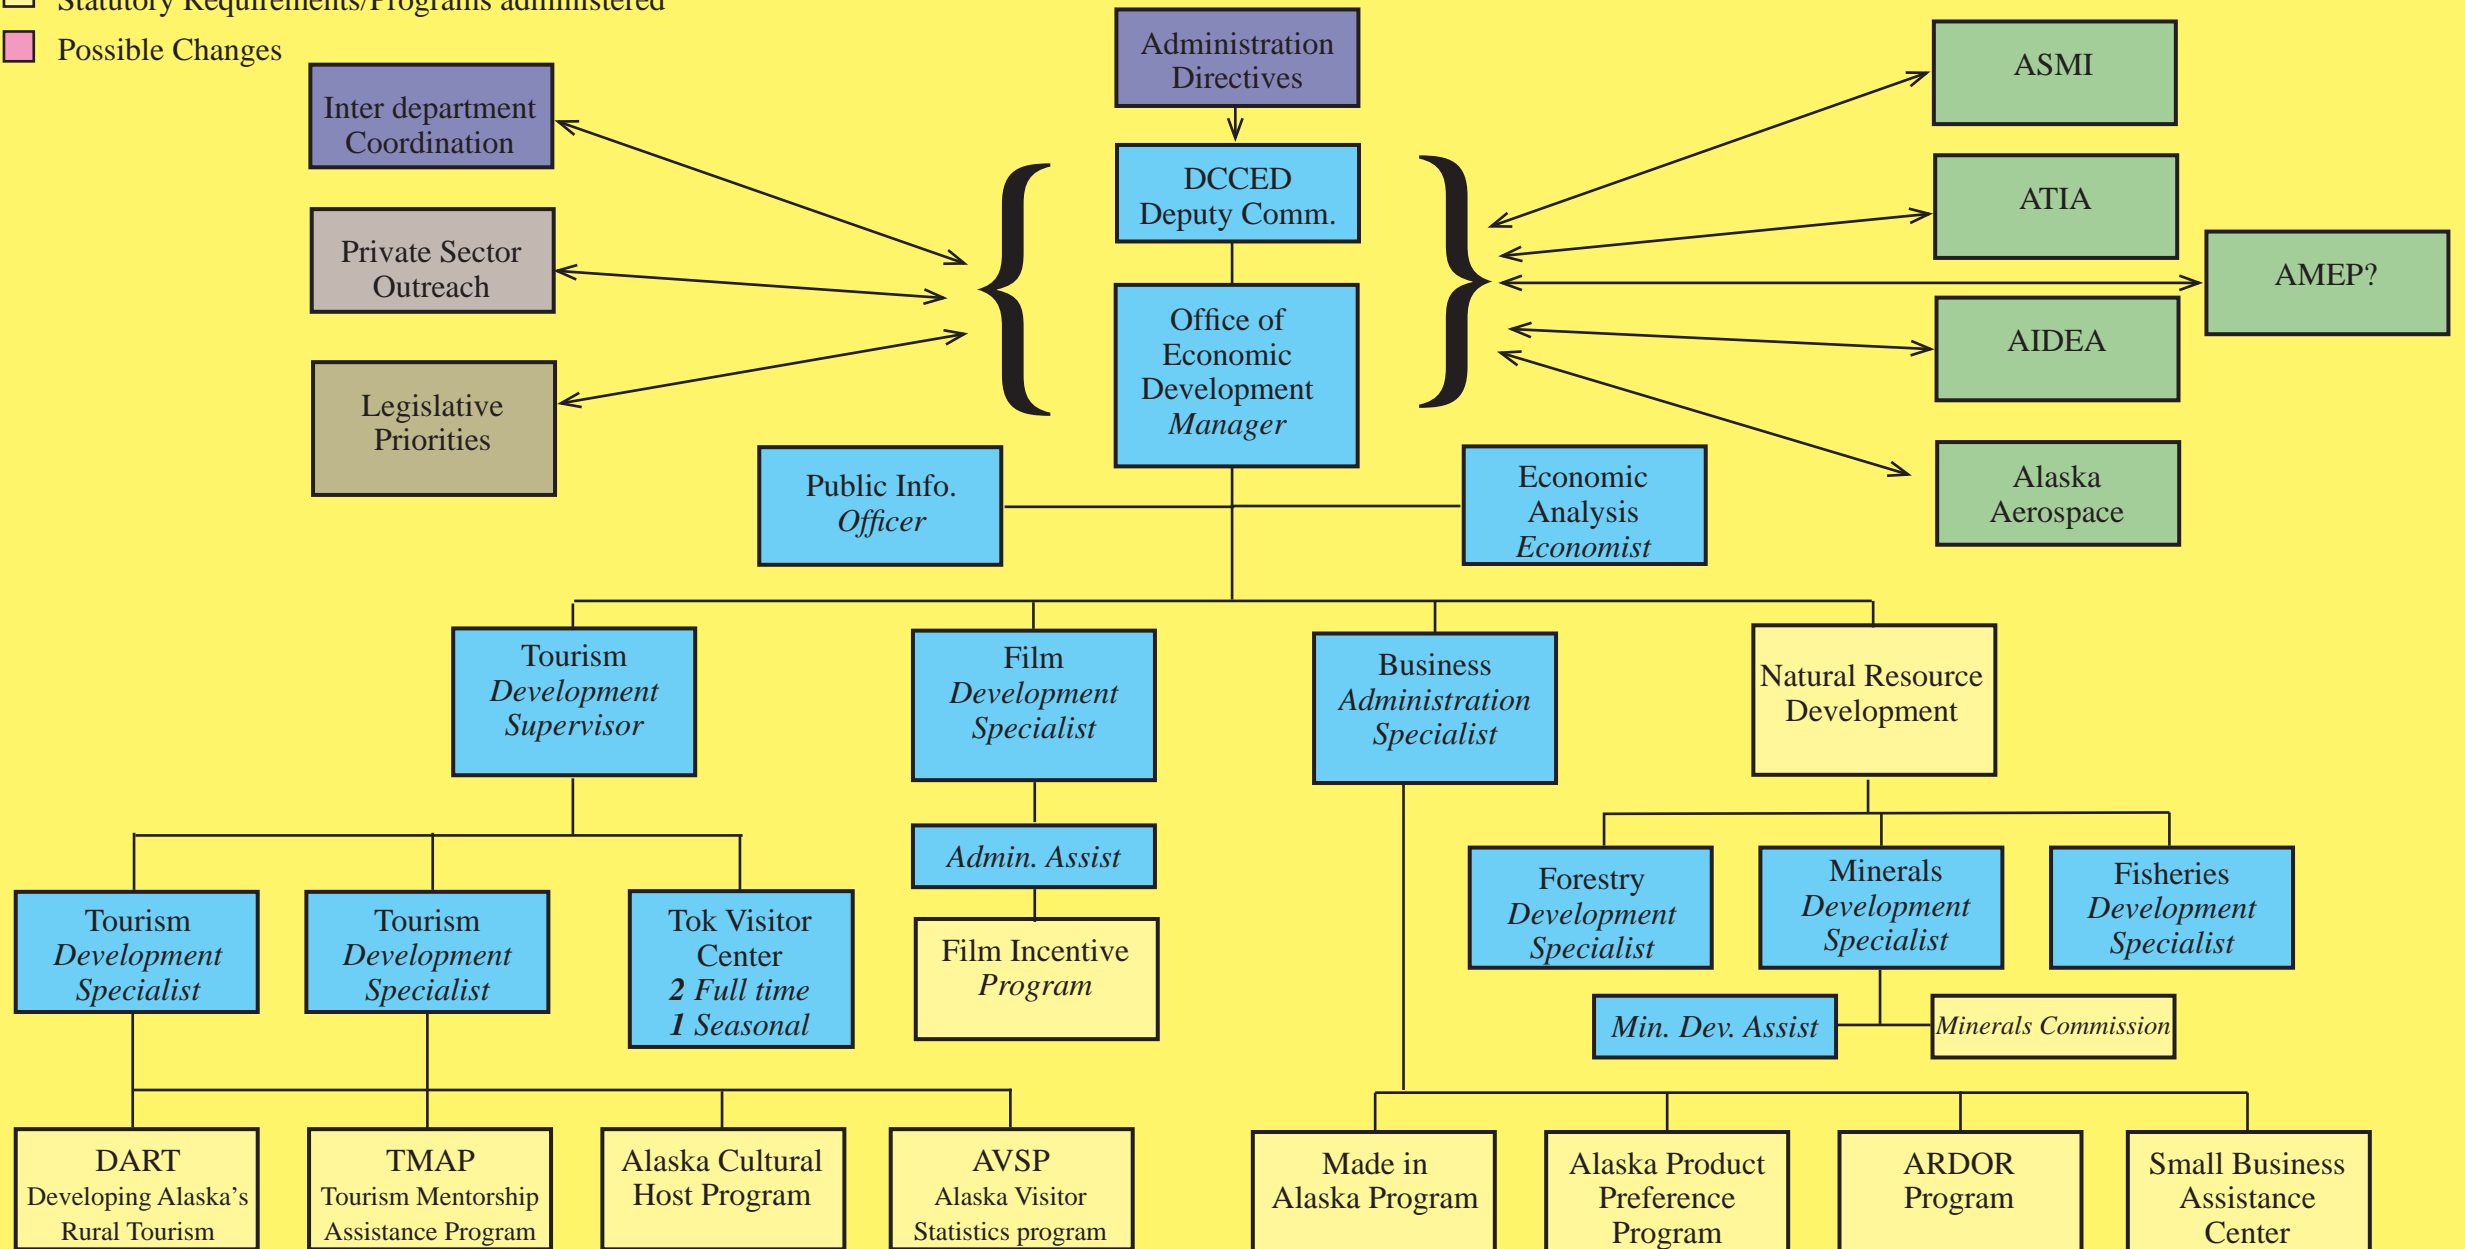 Statutory Requirements/Programs administered
Possible Changes
Administration
Directives
Inter department
Coordination
Private Sector
Outreach
Legislative
Priorities
DCCED
Deputy Comm.
Office of
Economic
Development
Manager
ASMI
ATIA
AMEP?
AIDEA
Alaska
Aerospace
Public Info.
Officer
Economic
Analysis
Economist
Tourism
Development
Supervisor
Film
Development
Specialist
Business
Administration
Specialist
Natural Resource
Development
Admin. Assist
Film Incentive
Program
Tourism
Development
Specialist
Tourism
Development
Specialist
Tok Visitor
Center
2 Full time
1 Seasonal
Forestry
Development
Specialist
Minerals
Development
Specialist
Fisheries
Development
Specialist
Min. Dev. Assist
Minerals Commission
DART
Developing Alaska’s
Rural Tourism
TMAP
Tourism Mentorship
Assistance Program
Alaska Cultural
Host Program
AVSP
Alaska Visitor
Statistics program
Made in
Alaska Program
Alaska Product
Preference
Program
ARDOR
Program
Small Business
Assistance
Center